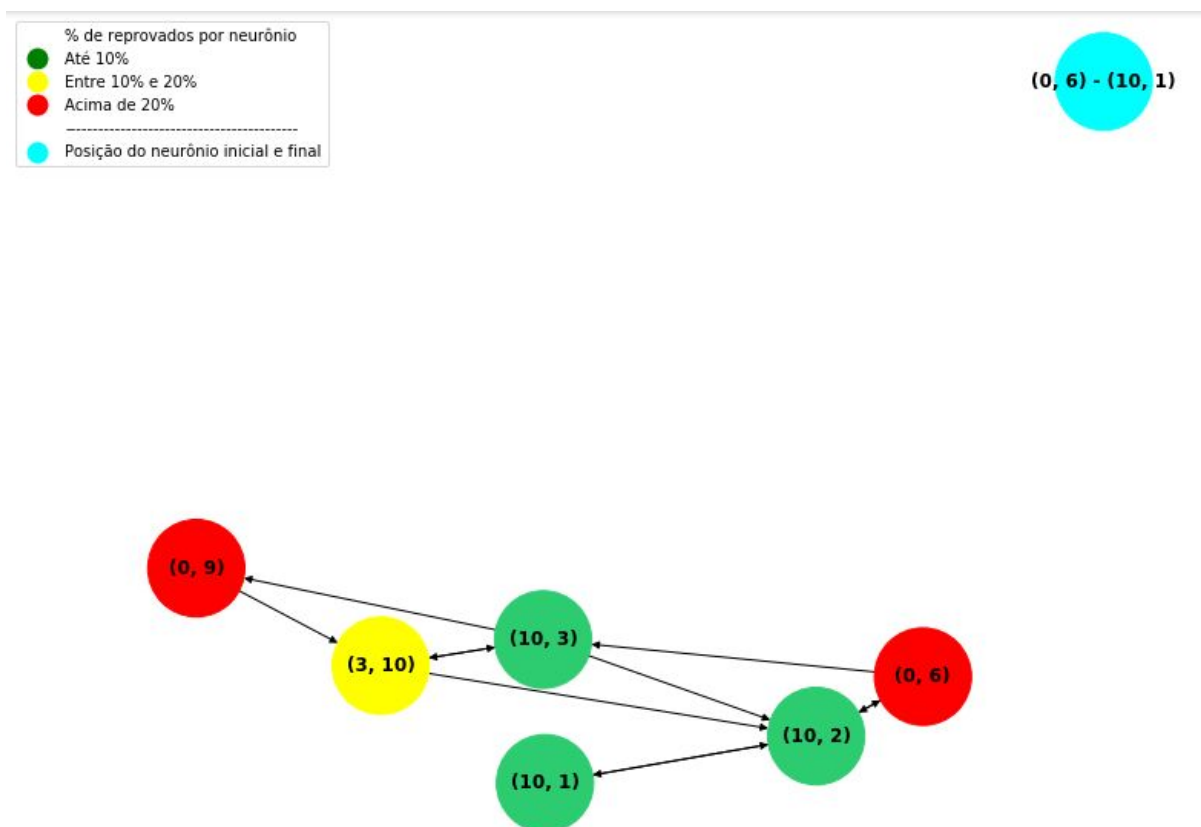 % de reprovados por neurônio
Até 10%
Entre 10% e 20%
Acima de 20%
------------------------------------------
Posição do neurônio inicial e final
(0, 6) - (10, 1)
(0, 9)
(10, 3)
(3, 10)
(0, 6)
(10, 2)
(10, 1)